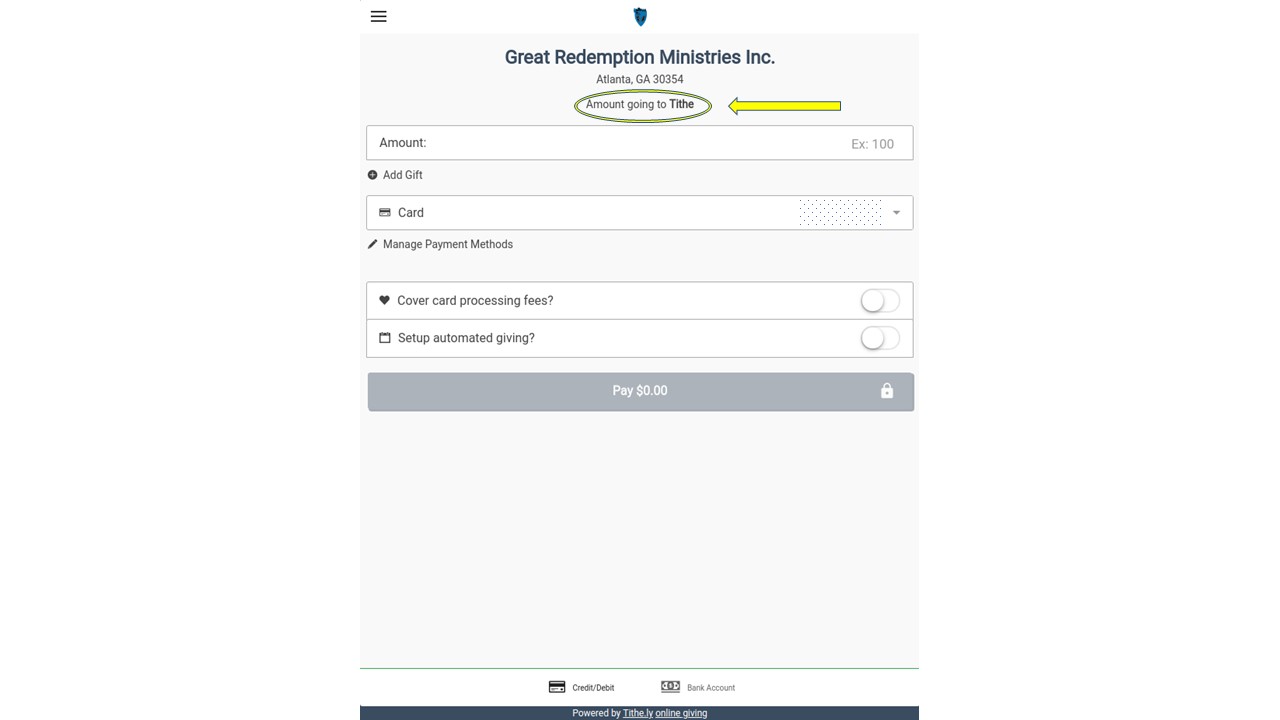 Great Redemption Ministries Inc.
Atlanta, GA 30354
Amount going to Tithe
Amount: Ex: 100
Add Gift
Card
Manage Payment Methods
Cover card processing fees?
Setup automated giving?
Pay $0.00
Credit/Debit Bank Account
Powered by Tithe.ly online giving